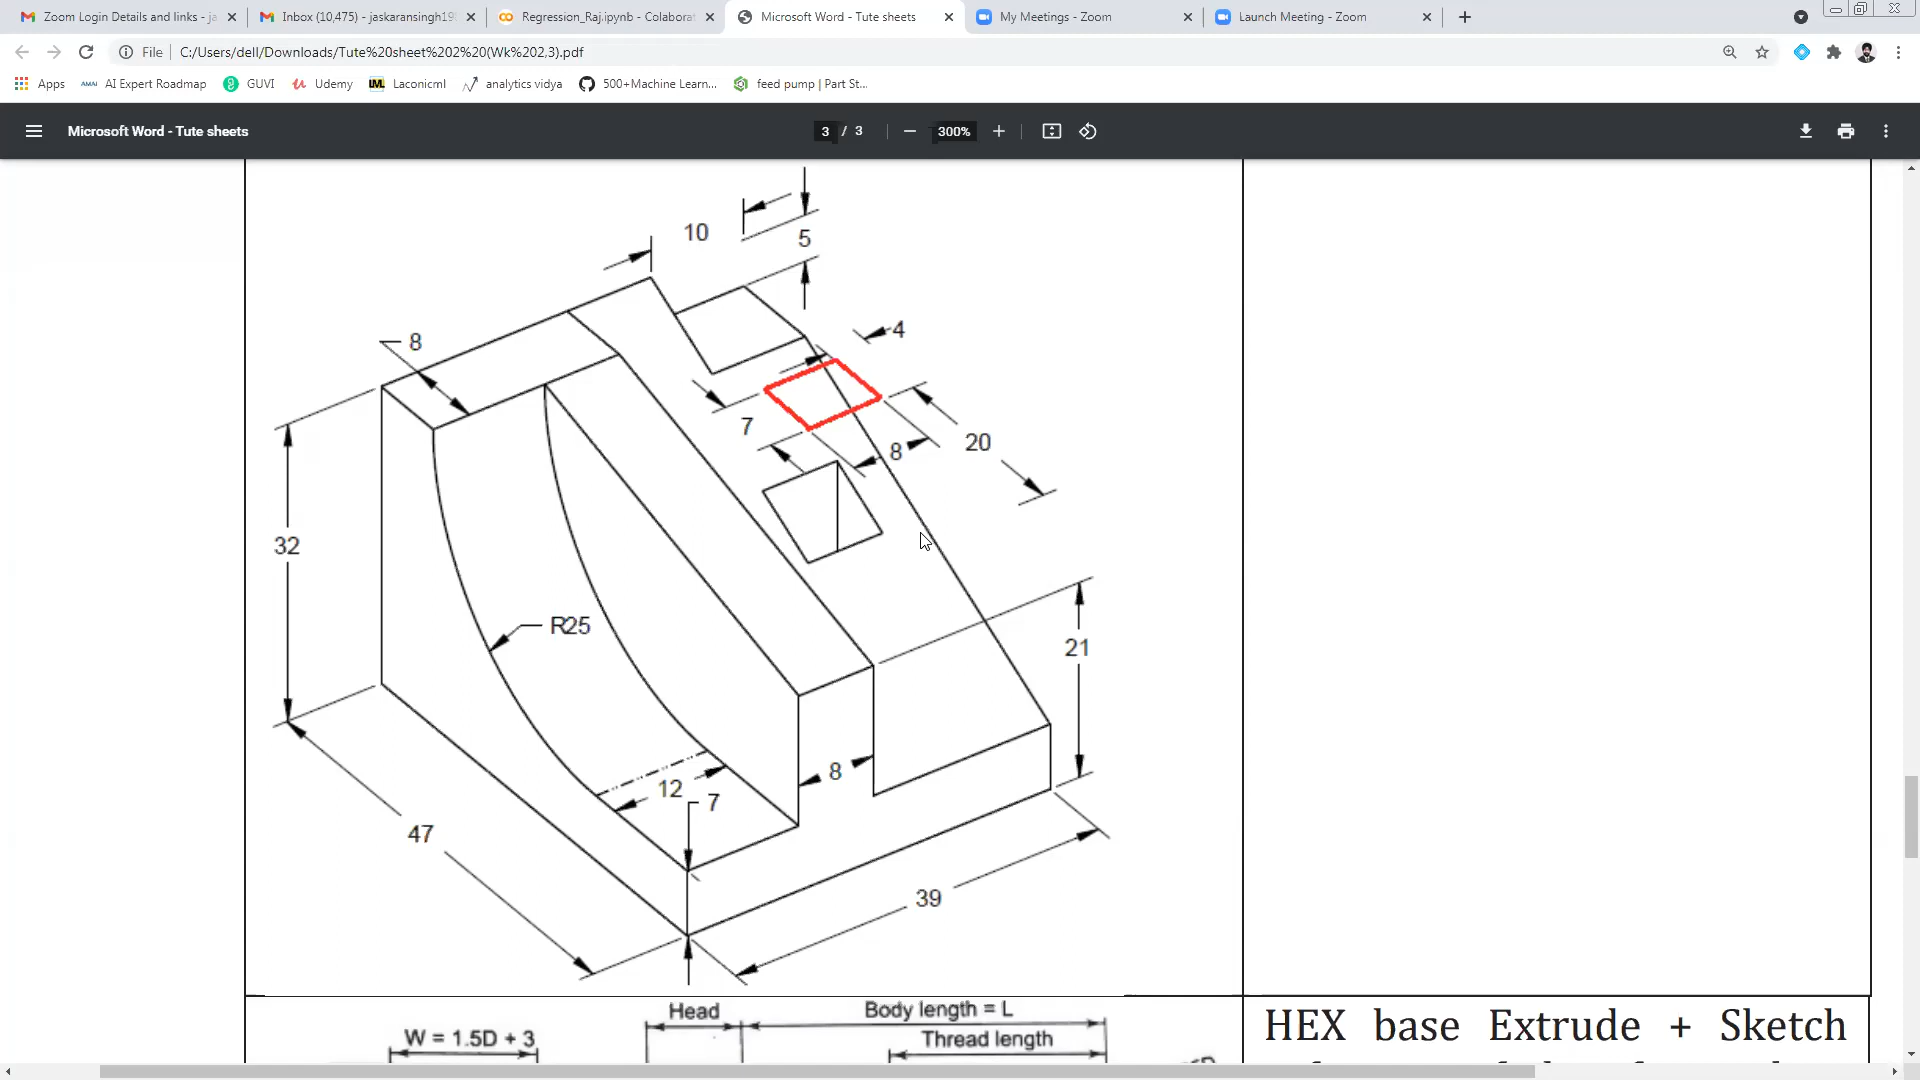 Zoom Login Details and links - ja
Inbox (10,475) - jaskaransingh19
Regression_Raj.ipynb - Colaborat
Microsoft Word - Tute sheets
My Meetings - Zoom
Launch Meeting - Zoom
File | C:/Users/dell/Downloads/Tute%20sheet%202%20(Wk%202,3).pdf
Apps
AMAI AI Expert Roadmap
GUVI
Udemy
LML Laconicml
analytics vidya
500+Machine Learn...
feed pump | Part St...
Microsoft Word - Tute sheets
3 / 3
300%
10
5
8
4
7
20
8
32
R25
21
12
7
8
47
39
Head
Body length = L
W = 1.5D + 3
Thread length
HEX base Extrude + Sketch